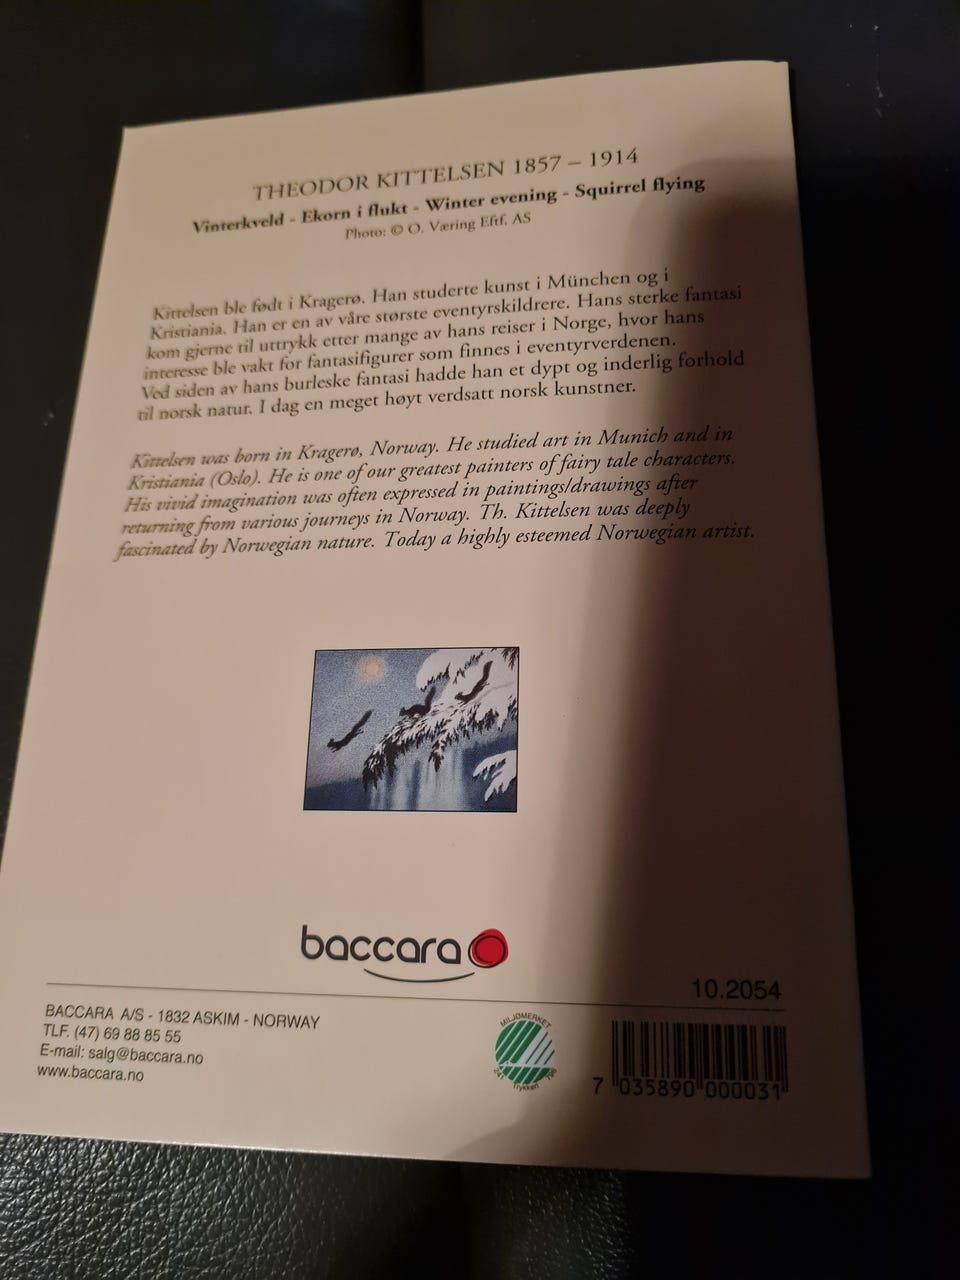 THEODOR KITTELSEN 1857 – 1914
Vinterkveld - Ekorn i flukt - Winter evening - Squirrel flying
Photo: © O. Væring Eftf. AS
Kittelsen ble født i Kragerø. Han studerte kunst i München og i
Kristiania. Han er en av våre største eventyrskildrere. Hans sterke fantasi
kom gjerne til uttrykk etter mange av hans reiser i Norge, hvor hans
interesse ble vakt for fantasifigurer som finnes i eventyrverdenen.
Ved siden av hans burleske fantasi hadde han et dypt og inderlig forhold
til norsk natur. I dag en meget høyt verdsatt norsk kunstner.
Kittelsen was born in Kragerø, Norway. He studied art in Munich and in
Kristiania (Oslo). He is one of our greatest painters of fairy tale characters.
His vivid imagination was often expressed in paintings/drawings after
returning from various journeys in Norway. Th. Kittelsen was deeply
fascinated by Norwegian nature. Today a highly esteemed Norwegian artist.
baccara
10.2054
BACCARA A/S - 1832 ASKIM - NORWAY
TLF. (47) 69 88 85 55
E-mail: salg@baccara.no
www.baccara.no
MILJØMERKET
241 Trykkeri 796
7 035890 000031